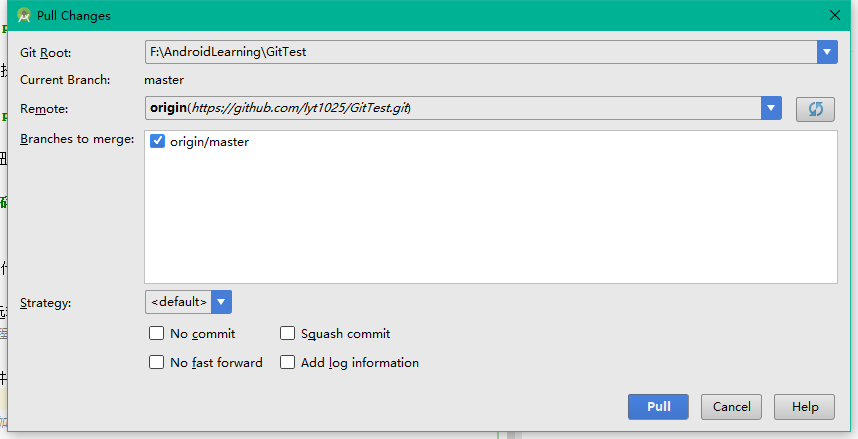 Pull Changes
Git Root: F:\AndroidLearning\GitTest
Current Branch: master
Remote: origin(https://github.com/lyt1025/GitTest.git)
Branches to merge: origin/master
Strategy: <default>
No commit Squash commit
No fast forward Add log information
Pull Cancel Help